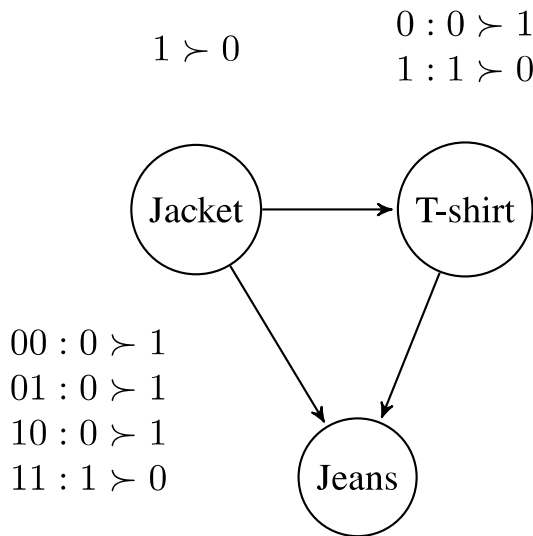 1 ≻ 0
0 : 0 ≻ 1
1 : 1 ≻ 0
Jacket
T-shirt
00 : 0 ≻ 1
01 : 0 ≻ 1
10 : 0 ≻ 1
11 : 1 ≻ 0
Jeans